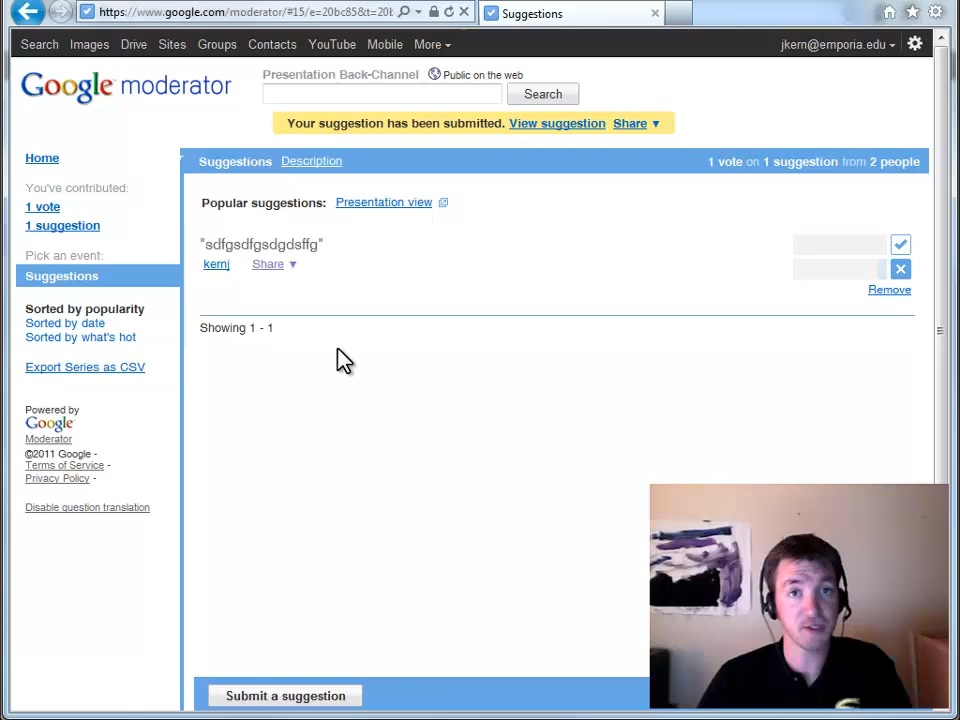 https://www.google.com/moderator/#15/e=20bc85&t=20b
Suggestions
Search Images Drive Sites Groups Contacts YouTube Mobile More
jkern@emporia.edu
Google moderator
Presentation Back-Channel Public on the web
Search
Your suggestion has been submitted. View suggestion Share ▼
Home
You've contributed:
1 vote
1 suggestion
Pick an event:
Suggestions
Sorted by popularity
Sorted by date
Sorted by what's hot
Export Series as CSV
Powered by
Google
Moderator
©2011 Google -
Terms of Service -
Privacy Policy -
Disable question translation
Suggestions Description
1 vote on 1 suggestion from 2 people
Popular suggestions: Presentation view
"sdfgsdfgsdgdsffg"
kernj Share ▼
Remove
Showing 1 - 1
Submit a suggestion